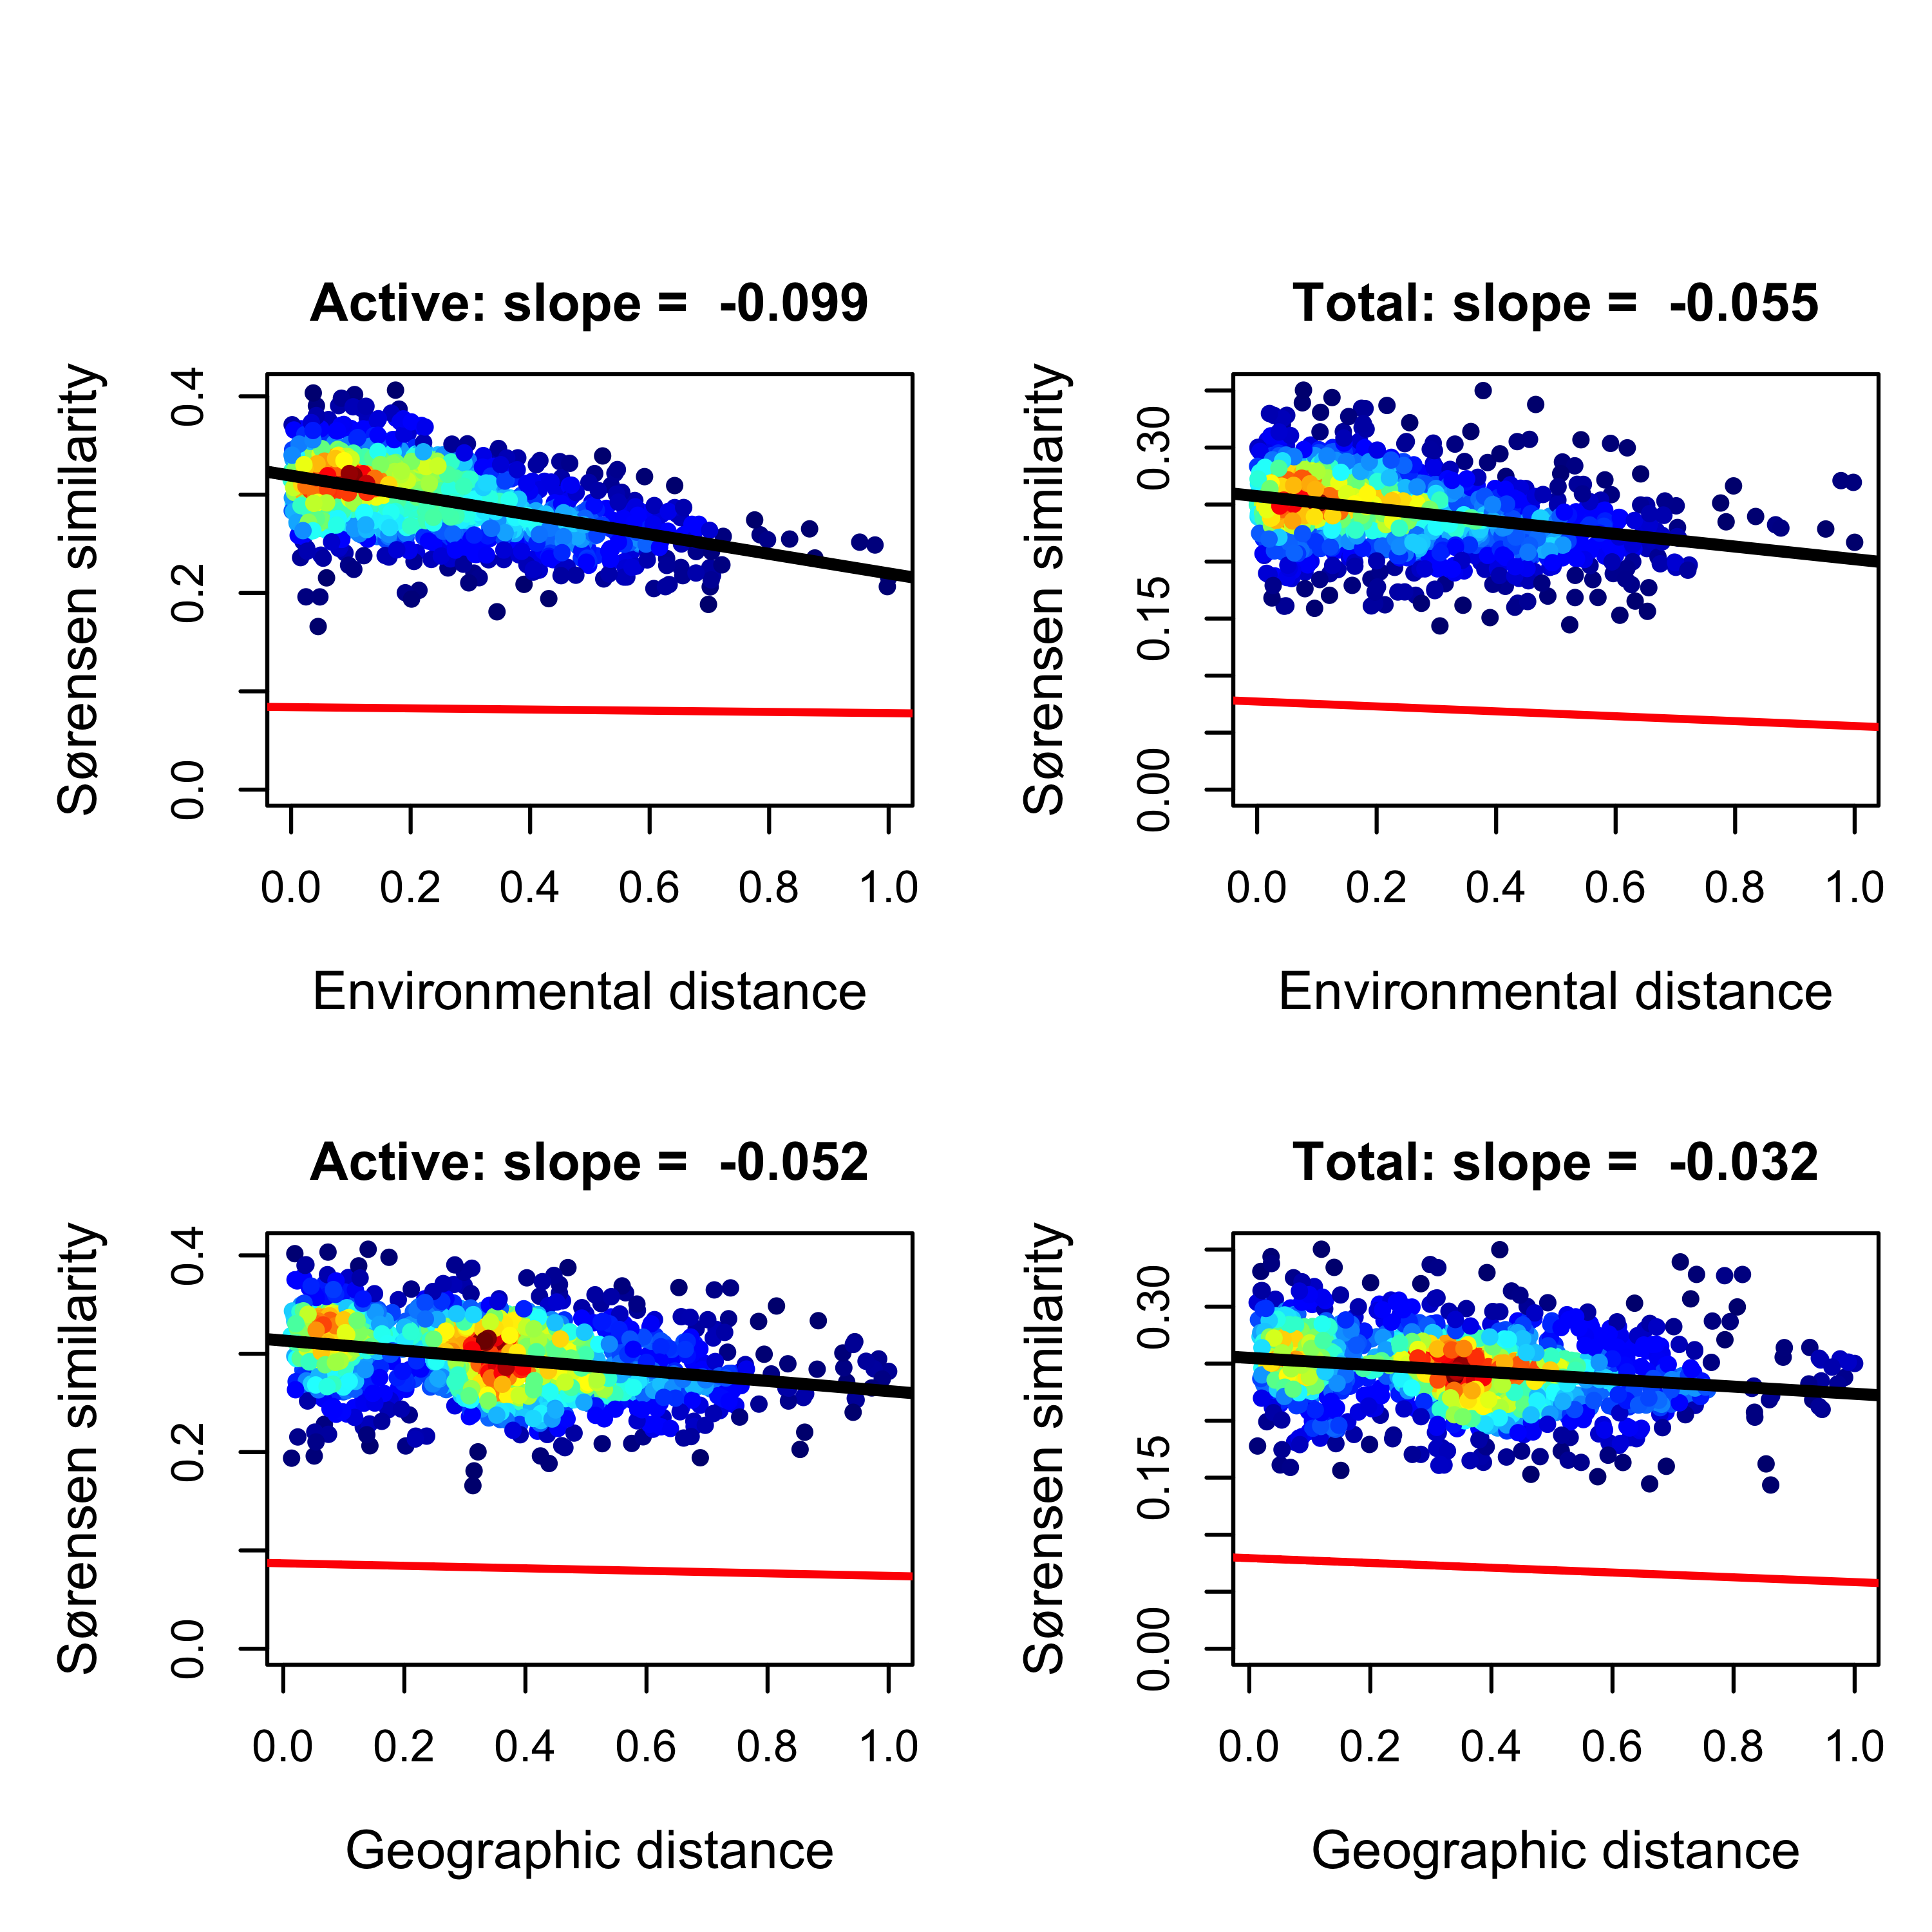 Active: slope =  -0.099
Sørensen similarity
0.4
0.2
0.0
0.0 0.2 0.4 0.6 0.8 1.0
Environmental distance
Total: slope =  -0.055
Sørensen similarity
0.30
0.15
0.00
0.0 0.2 0.4 0.6 0.8 1.0
Environmental distance
Active: slope =  -0.052
Sørensen similarity
0.4
0.2
0.0
0.0 0.2 0.4 0.6 0.8 1.0
Geographic distance
Total: slope =  -0.032
Sørensen similarity
0.30
0.15
0.00
0.0 0.2 0.4 0.6 0.8 1.0
Geographic distance